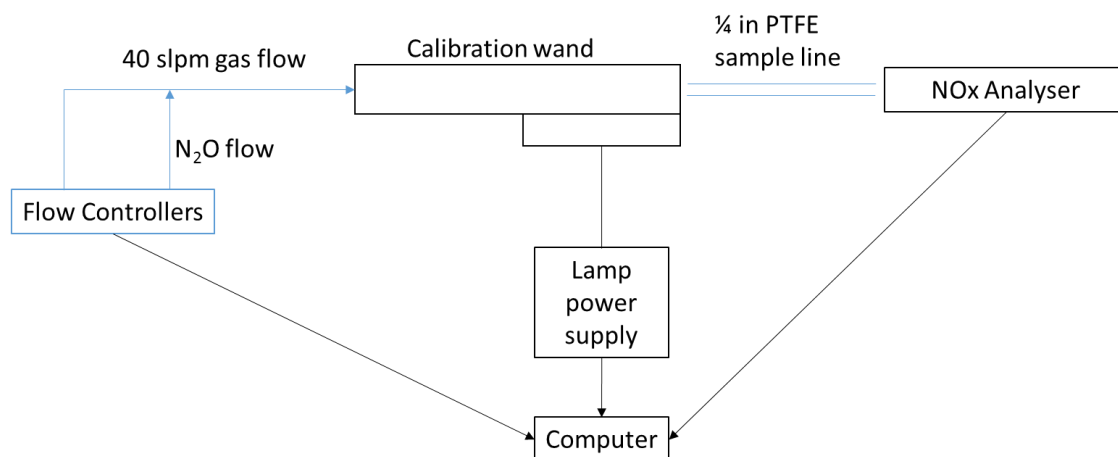 40 slpm gas flow
Calibration wand
¼ in PTFE
sample line
NOx Analyser
N₂O flow
Flow Controllers
Lamp
power
supply
Computer